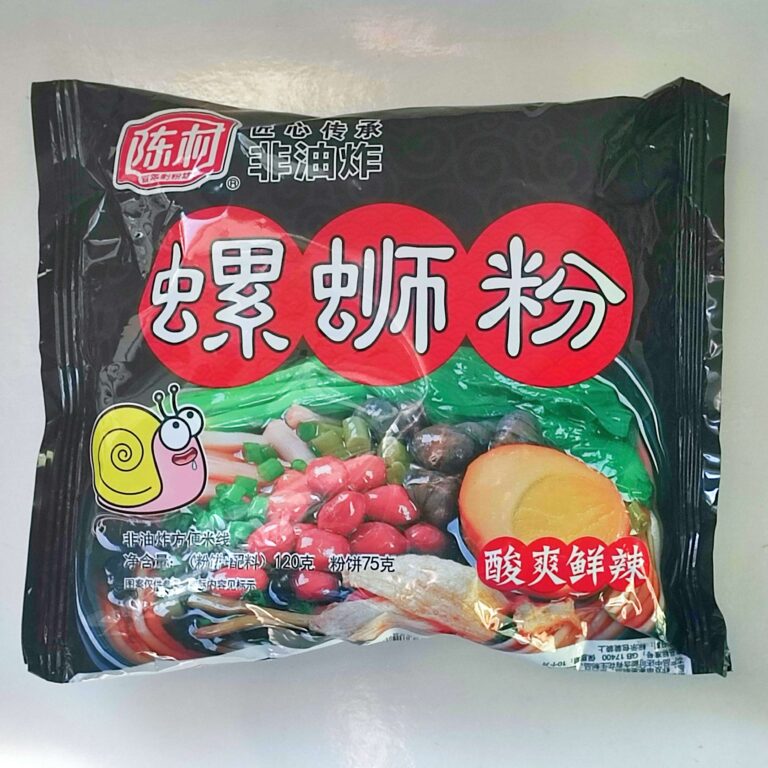 陈村
®
匠心传承
非油炸
螺蛳粉
非油炸方便米线
净含量：（粉饼+配料）120克 粉饼75克
酸爽鲜辣
GB 17400